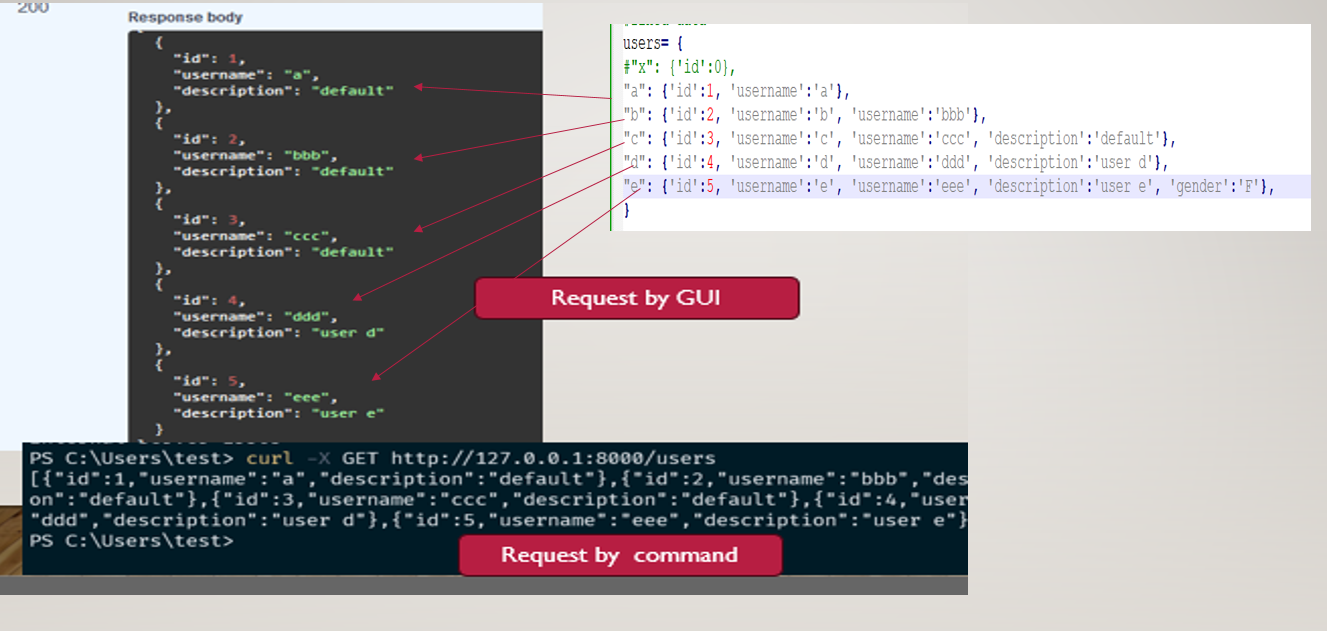 200
Response body
{
"id": 1,
"username": "a",
"description": "default"
},
{
"id": 2,
"username": "bbb",
"description": "default"
},
{
"id": 3,
"username": "ccc",
"description": "default"
},
{
"id": 4,
"username": "ddd",
"description": "user d"
},
{
"id": 5,
"username": "eee",
"description": "user e"
}
users= {
#"x": {'id':0},
"a": {'id':1, 'username':'a'},
"b": {'id':2, 'username':'b', 'username':'bbb'},
"c": {'id':3, 'username':'c', 'username':'ccc', 'description':'default'},
"d": {'id':4, 'username':'d', 'username':'ddd', 'description':'user d'},
"e": {'id':5, 'username':'e', 'username':'eee', 'description':'user e', 'gender':'F'},
}
Request by GUI
PS C:\Users\test> curl -X GET http://127.0.0.1:8000/users
[{"id":1,"username":"a","description":"default"},{"id":2,"username":"bbb","des
on":"default"},{"id":3,"username":"ccc","description":"default"},{"id":4,"user
"ddd","description":"user d"},{"id":5,"username":"eee","description":"user e"}
PS C:\Users\test>
Request by command